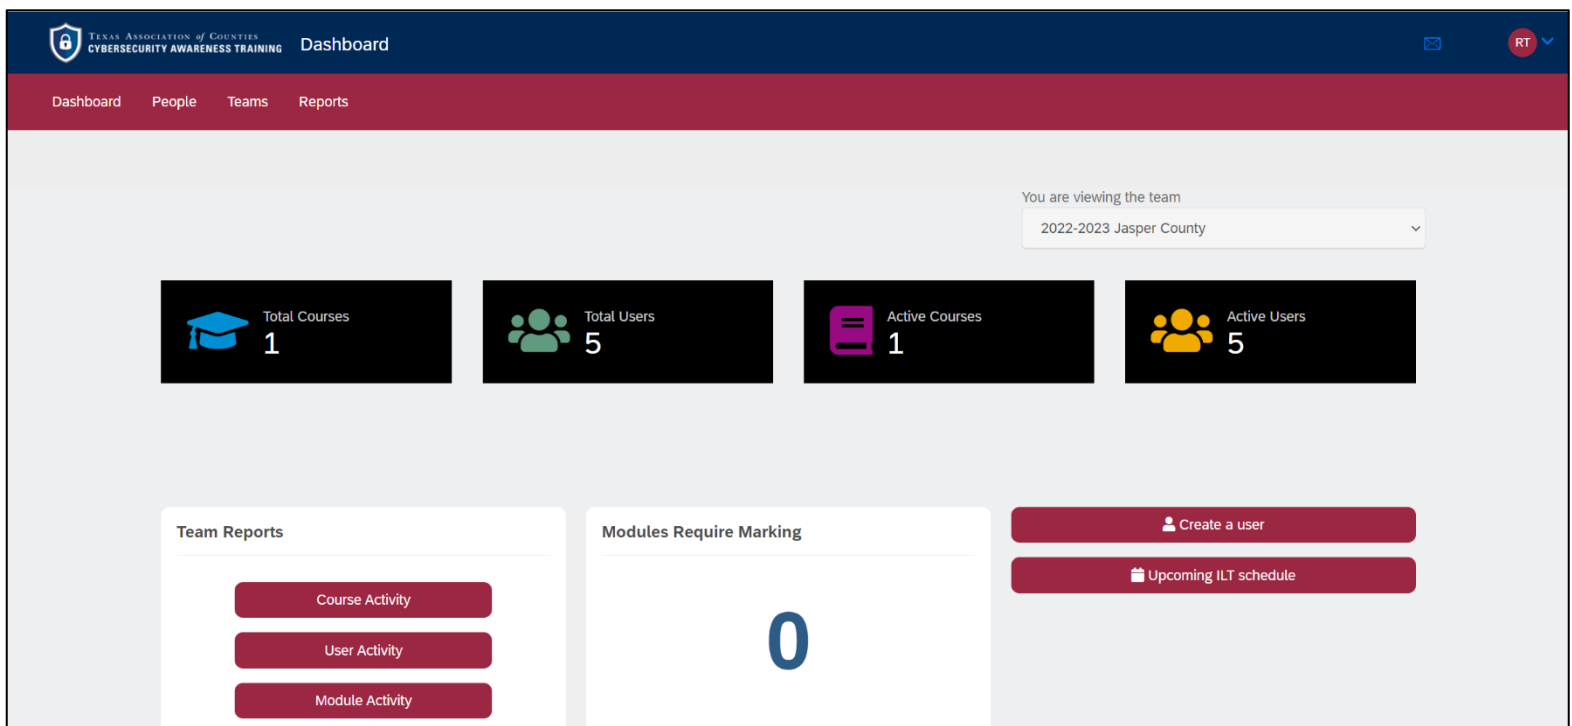 TEXAS ASSOCIATION of COUNTIES
CYBERSECURITY AWARENESS TRAINING
Dashboard
RT
Dashboard People Teams Reports
You are viewing the team
2022-2023 Jasper County
Total Courses
1
Total Users
5
Active Courses
1
Active Users
5
Team Reports
Course Activity
User Activity
Module Activity
Modules Require Marking
0
Create a user
Upcoming ILT schedule